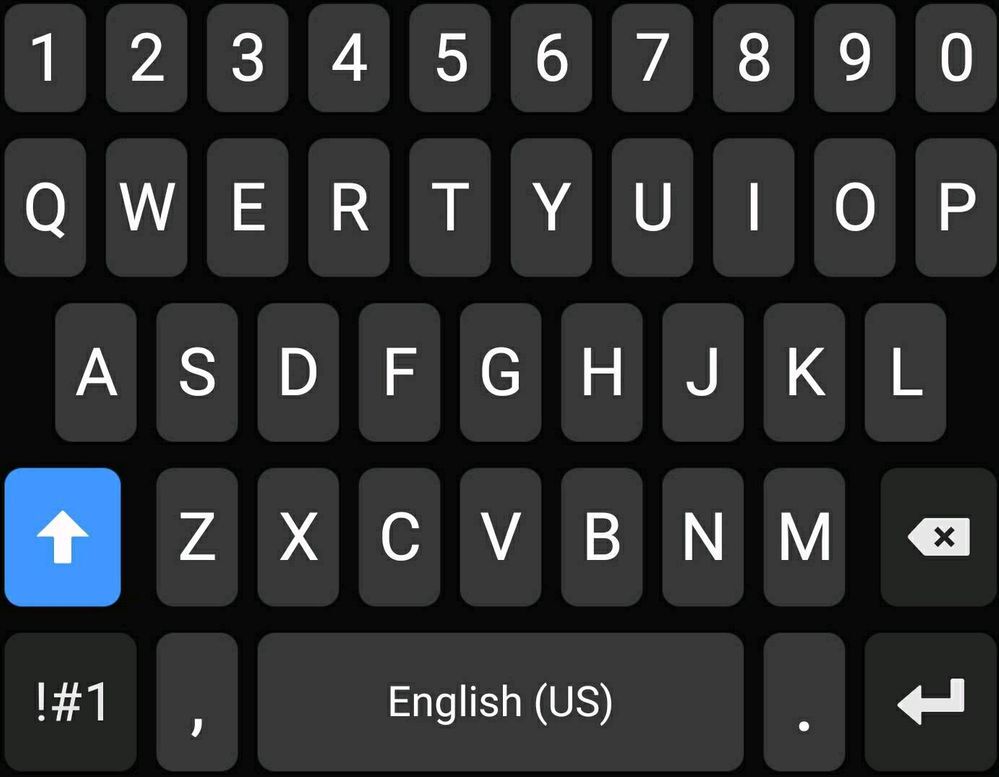 1 2 3 4 5 6 7 8 9 0
Q W E R T Y U I O P
A S D F G H J K L
Z X C V B N M
!#1 , English (US) .